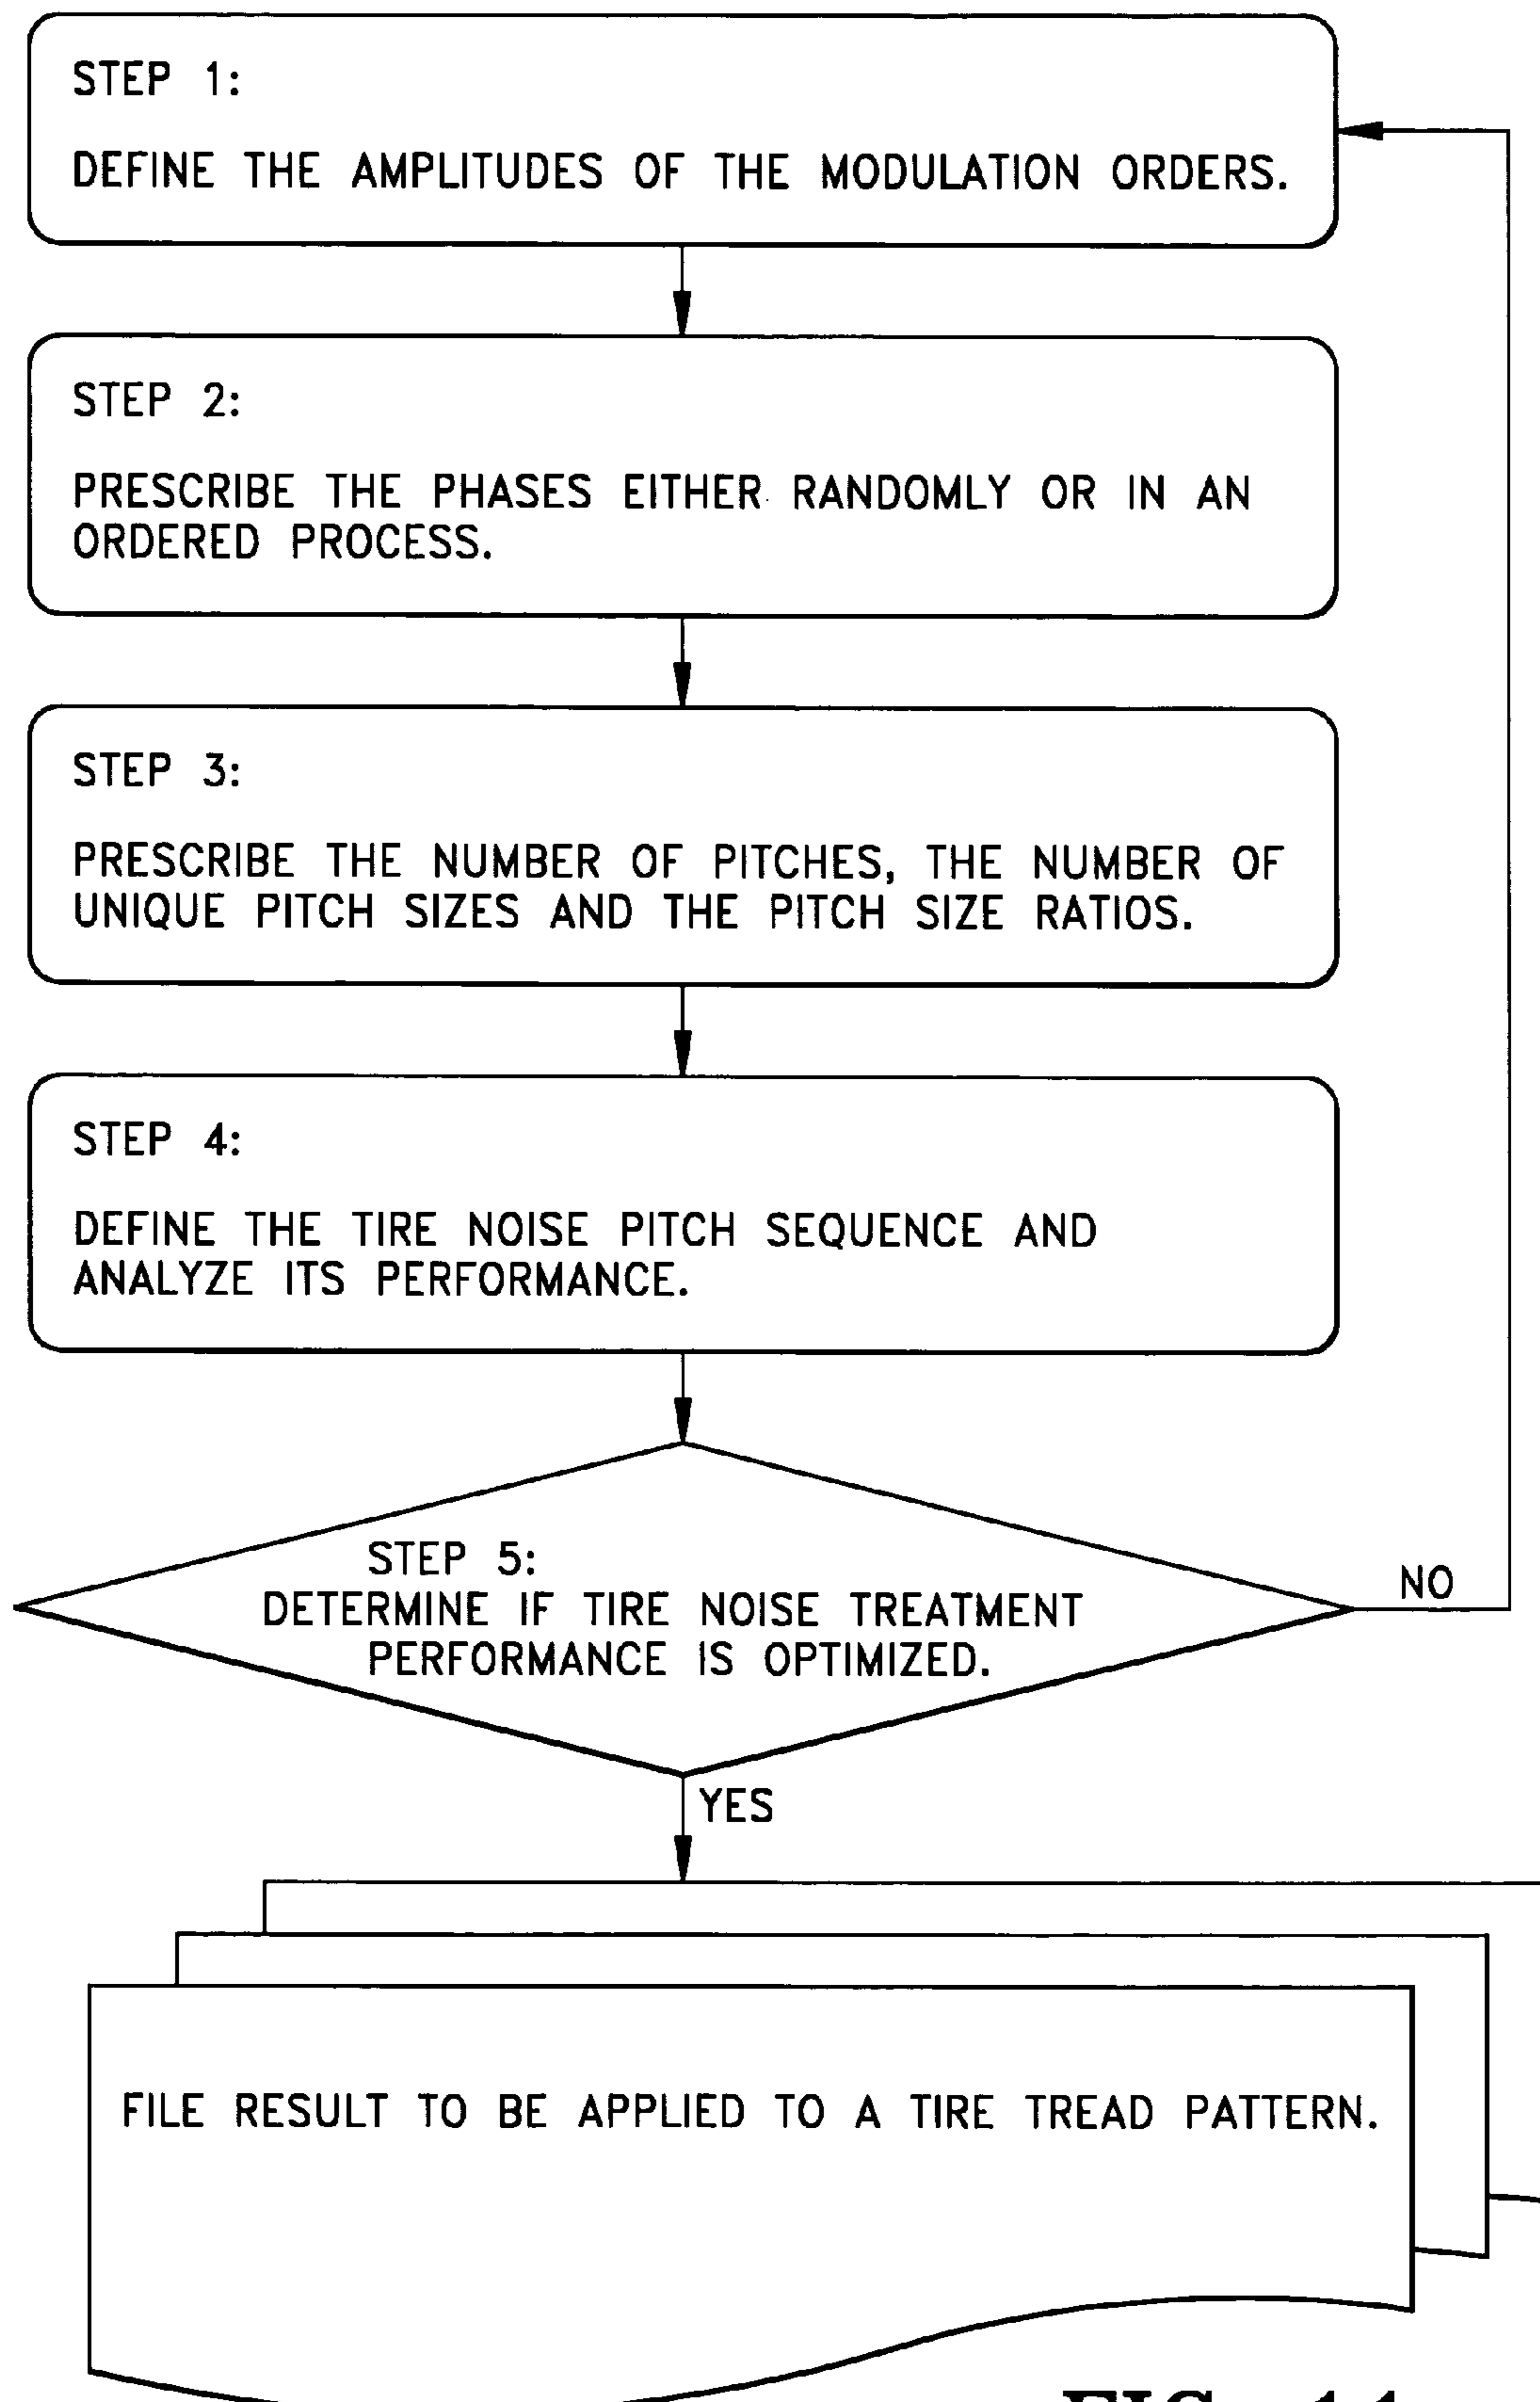 STEP 1:
DEFINE THE AMPLITUDES OF THE MODULATION ORDERS.
STEP 2:
PRESCRIBE THE PHASES EITHER RANDOMLY OR IN AN
ORDERED PROCESS.
STEP 3:
PRESCRIBE THE NUMBER OF PITCHES, THE NUMBER OF
UNIQUE PITCH SIZES AND THE PITCH SIZE RATIOS.
STEP 4:
DEFINE THE TIRE NOISE PITCH SEQUENCE AND
ANALYZE ITS PERFORMANCE.
STEP 5:
DETERMINE IF TIRE NOISE TREATMENT
PERFORMANCE IS OPTIMIZED.
NO
YES
FILE RESULT TO BE APPLIED TO A TIRE TREAD PATTERN.